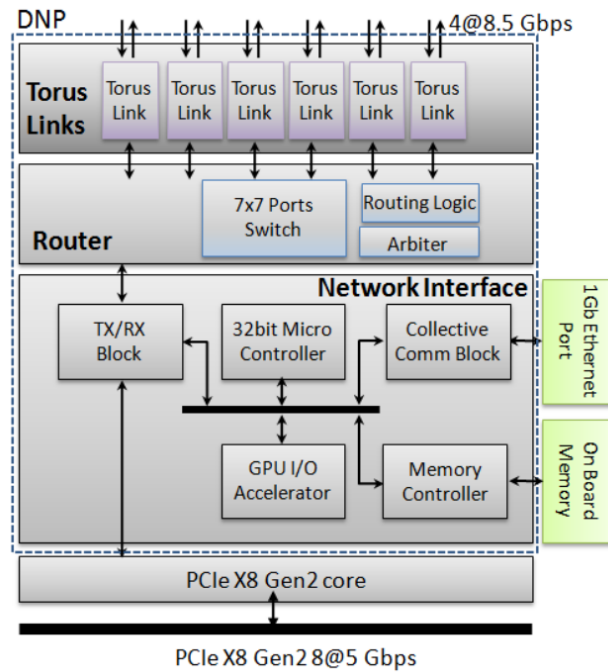 DNP
4@8.5 Gbps
Torus
Links
Torus
Link
Torus
Link
Torus
Link
Torus
Link
Torus
Link
Torus
Link
Router
7x7 Ports
Switch
Routing Logic
Arbiter
Network Interface
TX/RX
Block
32bit Micro
Controller
Collective
Comm Block
1Gb Ethernet
Port
GPU I/O
Accelerator
Memory
Controller
On Board
Memory
PCIe X8 Gen2 core
PCIe X8 Gen2 8@5 Gbps